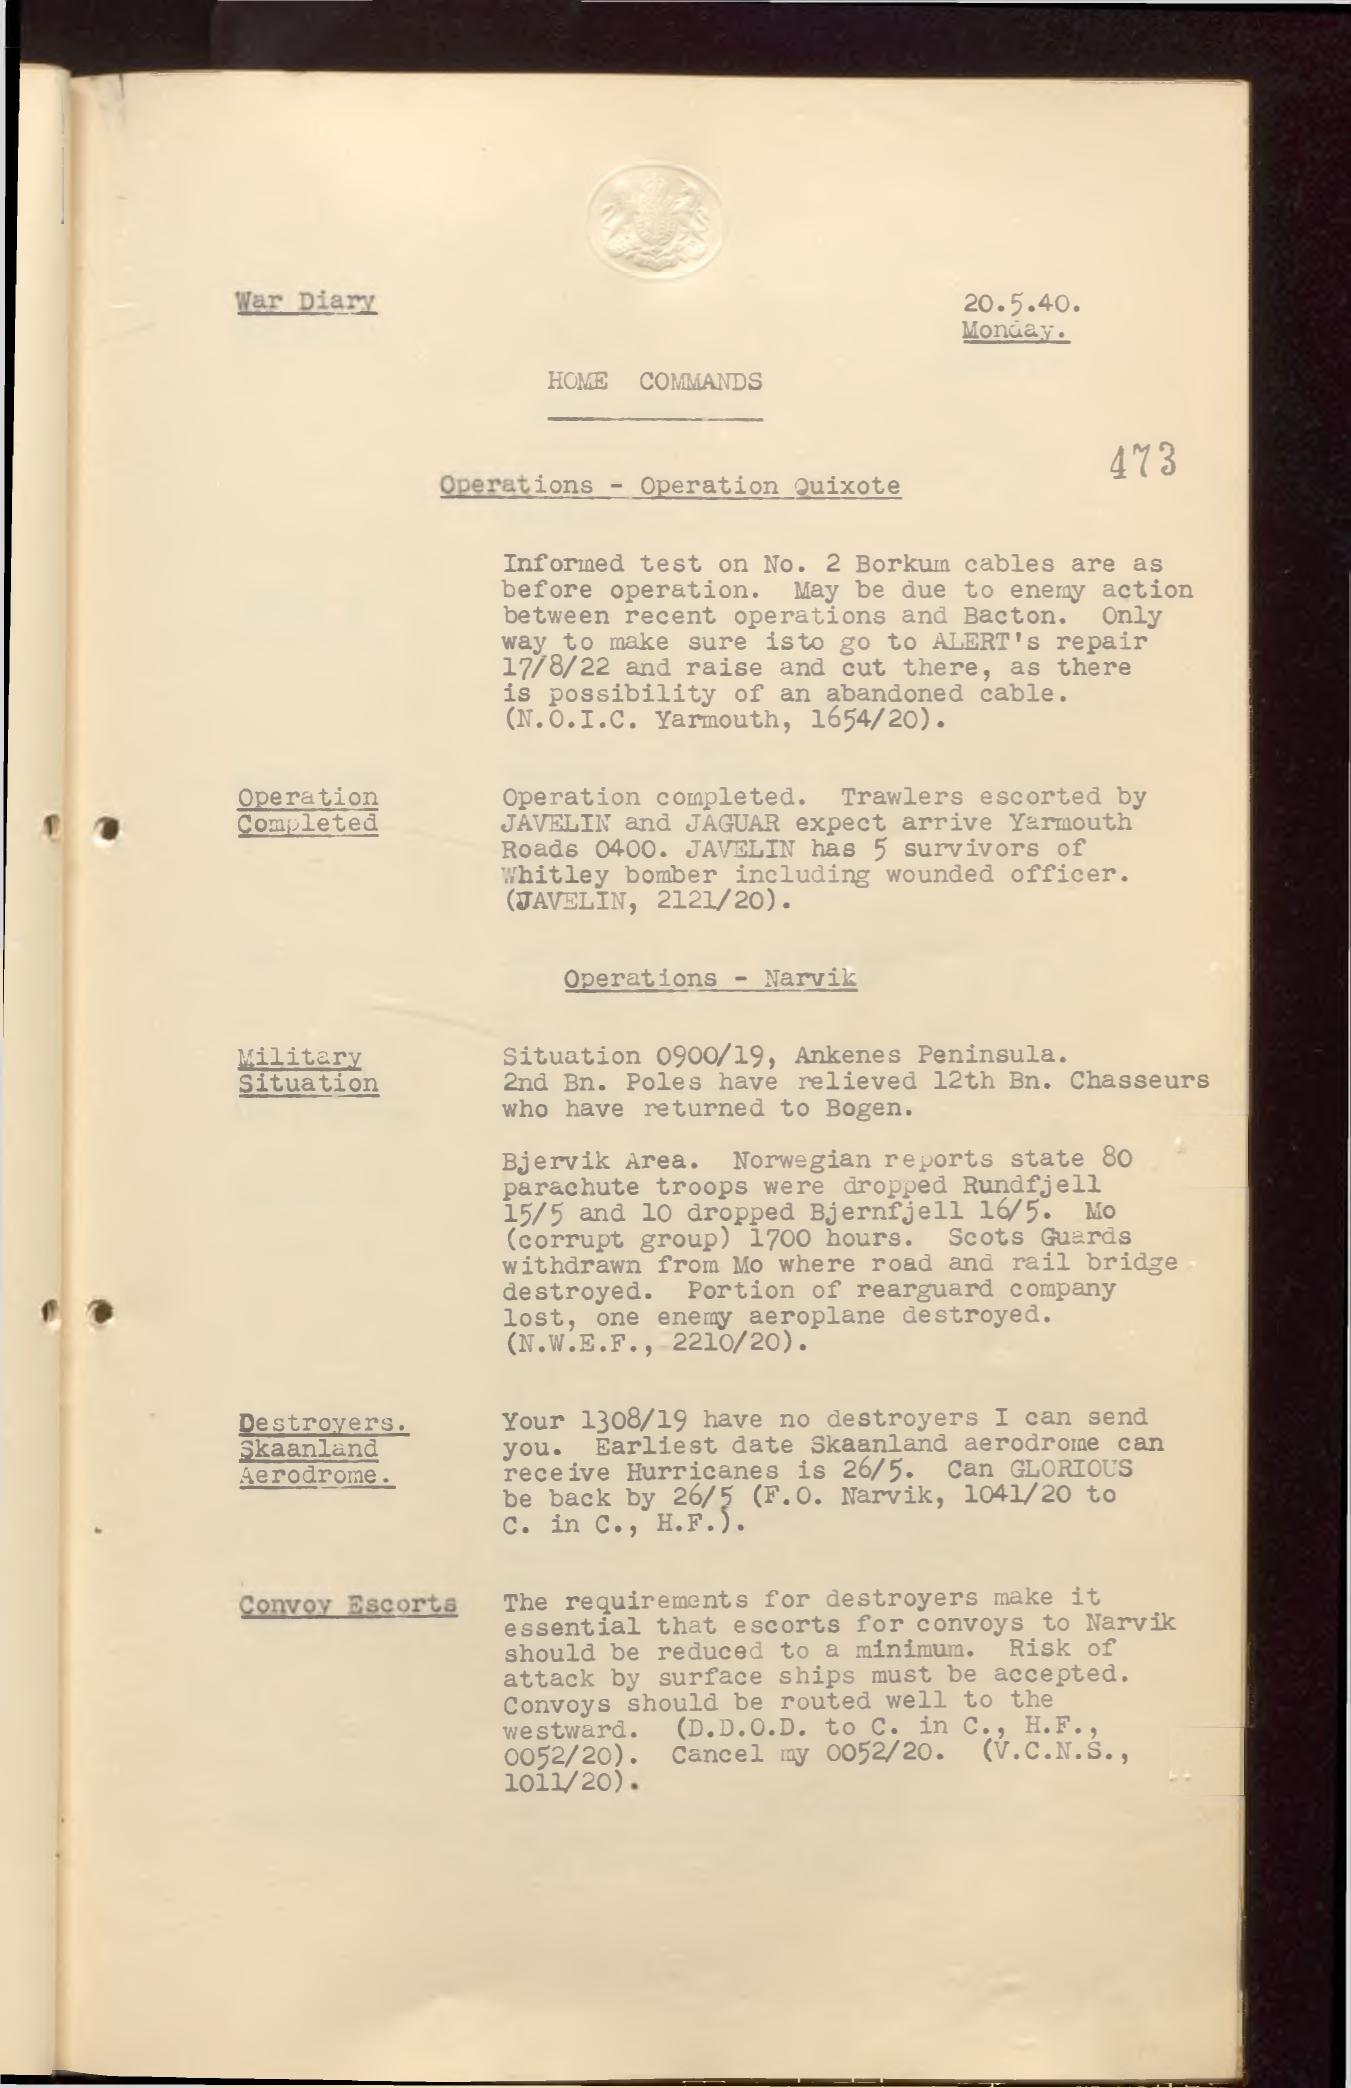 War Diary
20.5.40.
Monday.
HOME COMMANDS
473
Operations - Operation Quixote
Informed test on No. 2 Borkum cables are as
before operation. May be due to enemy action
between recent operations and Bacton. Only
way to make sure isto go to ALERT's repair
17/8/22 and raise and cut there, as there
is possibility of an abandoned cable.
(N.O.I.C. Yarmouth, 1654/20).
Operation
Completed
Operation completed. Trawlers escorted by
JAVELIN and JAGUAR expect arrive Yarmouth
Roads 0400. JAVELIN has 5 survivors of
Whitley bomber including wounded officer.
(JAVELIN, 2121/20).
Operations - Narvik
Military
Situation
Situation 0900/19, Ankenes Peninsula.
2nd Bn. Poles have relieved 12th Bn. Chasseurs
who have returned to Bogen.
Bjervik Area. Norwegian reports state 80
parachute troops were dropped Rundfjell
15/5 and 10 dropped Bjernfjell 16/5. Mo
(corrupt group) 1700 hours. Scots Guards
withdrawn from Mo where road and rail bridge
destroyed. Portion of rearguard company
lost, one enemy aeroplane destroyed.
(N.W.E.F., 2210/20).
Destroyers.
Skaanland
Aerodrome.
Your 1308/19 have no destroyers I can send
you. Earliest date Skaanland aerodrome can
receive Hurricanes is 26/5. Can GLORIOUS
be back by 26/5 (F.O. Narvik, 1041/20 to
C. in C., H.F.).
Convoy Escorts
The requirements for destroyers make it
essential that escorts for convoys to Narvik
should be reduced to a minimum. Risk of
attack by surface ships must be accepted.
Convoys should be routed well to the
westward. (D.D.O.D. to C. in C., H.F.,
0052/20). Cancel my 0052/20. (V.C.N.S.,
1011/20).